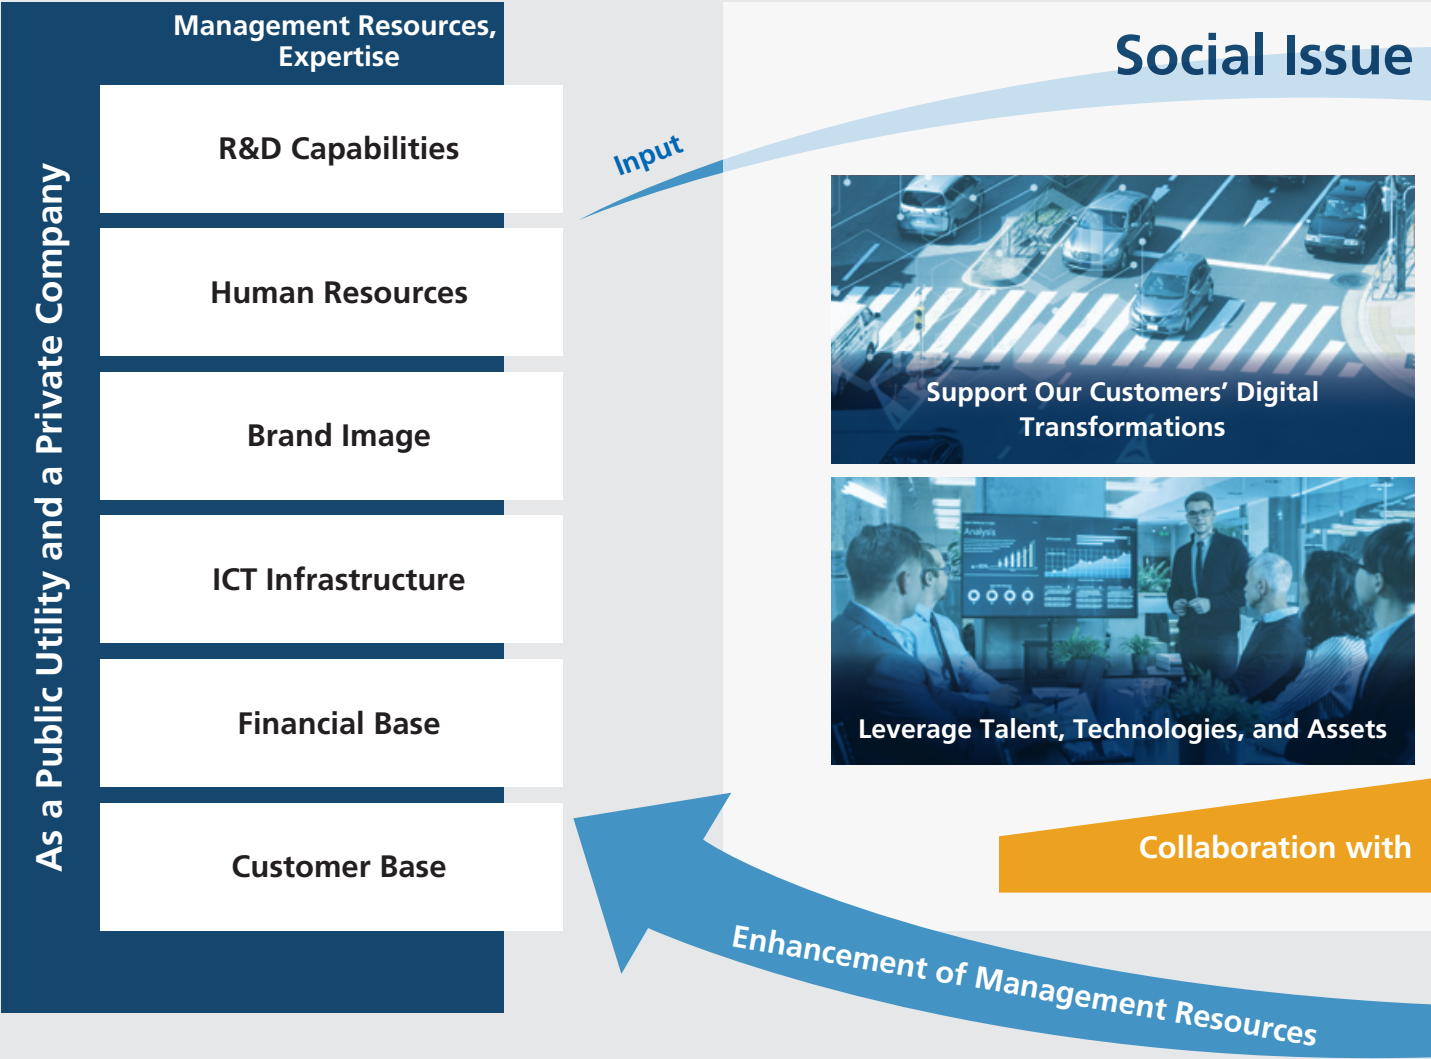 Management Resources,
Expertise
As a Public Utility and a Private Company
R&D Capabilities
Human Resources
Brand Image
ICT Infrastructure
Financial Base
Customer Base
Input
Social Issue
Support Our Customers’ Digital
Transformations
Analysis
Leverage Talent, Technologies, and Assets
Collaboration with
Enhancement of Management Resources